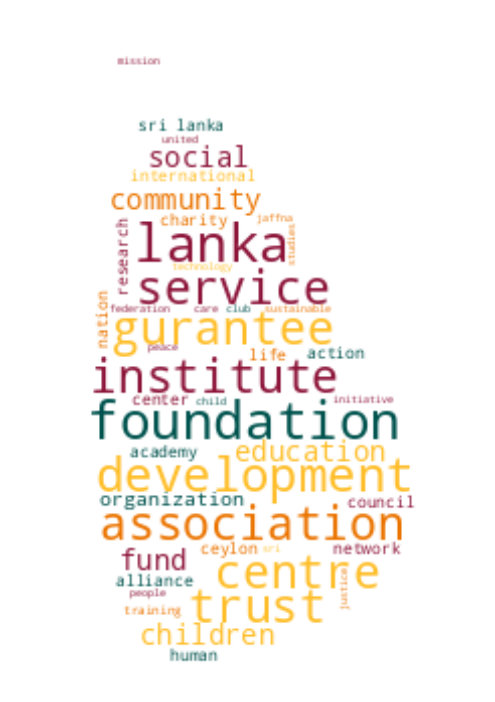 mission
sri lanka
united
social
international
community
charity jaffna
research
lanka
studies
technology
service
nation
federation care club sustainable
gurantee
peace
life action
institute
center child initiative
foundation
academy education
development
organization council
association
ceylon sri network
fund
centre
alliance
justice
people
training trust
children
human